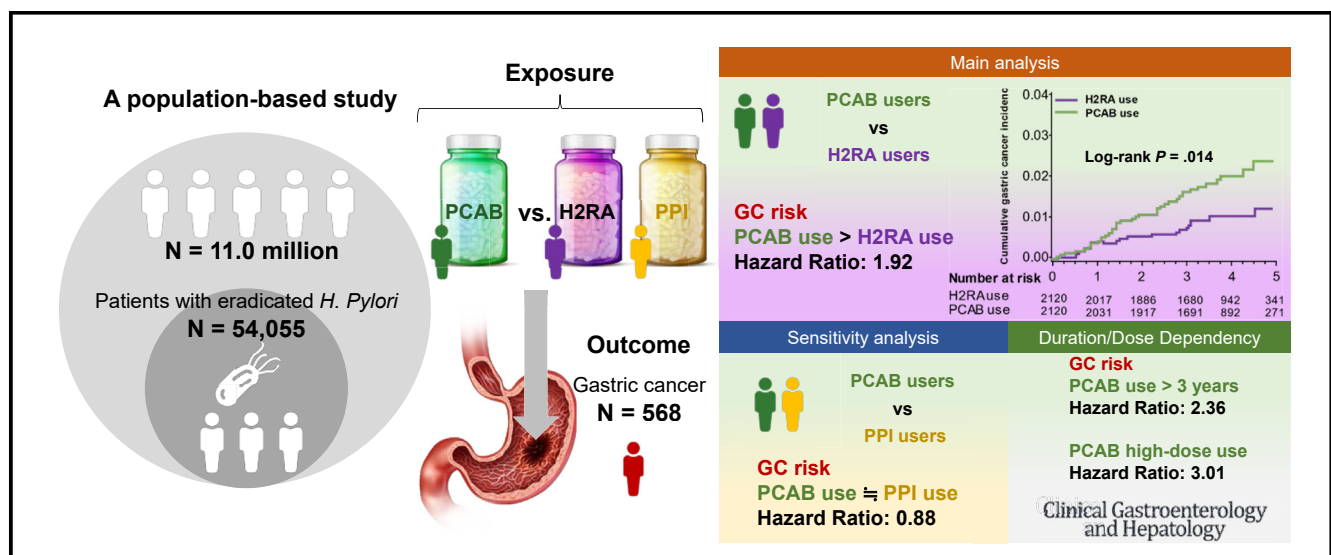 A population-based study
N = 11.0 million
Patients with eradicated H. Pylori
N = 54,055
Exposure
PCAB vs. H2RA PPI
Outcome
Gastric cancer
N = 568
Main analysis
PCAB users
vs
H2RA users
GC risk
PCAB use > H2RA use
Hazard Ratio: 1.92
Cumulative gastric cancer incidenc
0.04
0.03
0.02
0.01
0.00
H2RA use
PCAB use
Log-rank P = .014
Number at risk 0 1 2 3 4 5
H2RA use 2120 2017 1886 1680 942 341
PCAB use 2120 2031 1917 1691 892 271
Sensitivity analysis
PCAB users
vs
PPI users
GC risk
PCAB use ≒ PPI use
Hazard Ratio: 0.88
Duration/Dose Dependency
GC risk
PCAB use > 3 years
Hazard Ratio: 2.36
PCAB high-dose use
Hazard Ratio: 3.01
Clinical Gastroenterology
and Hepatology